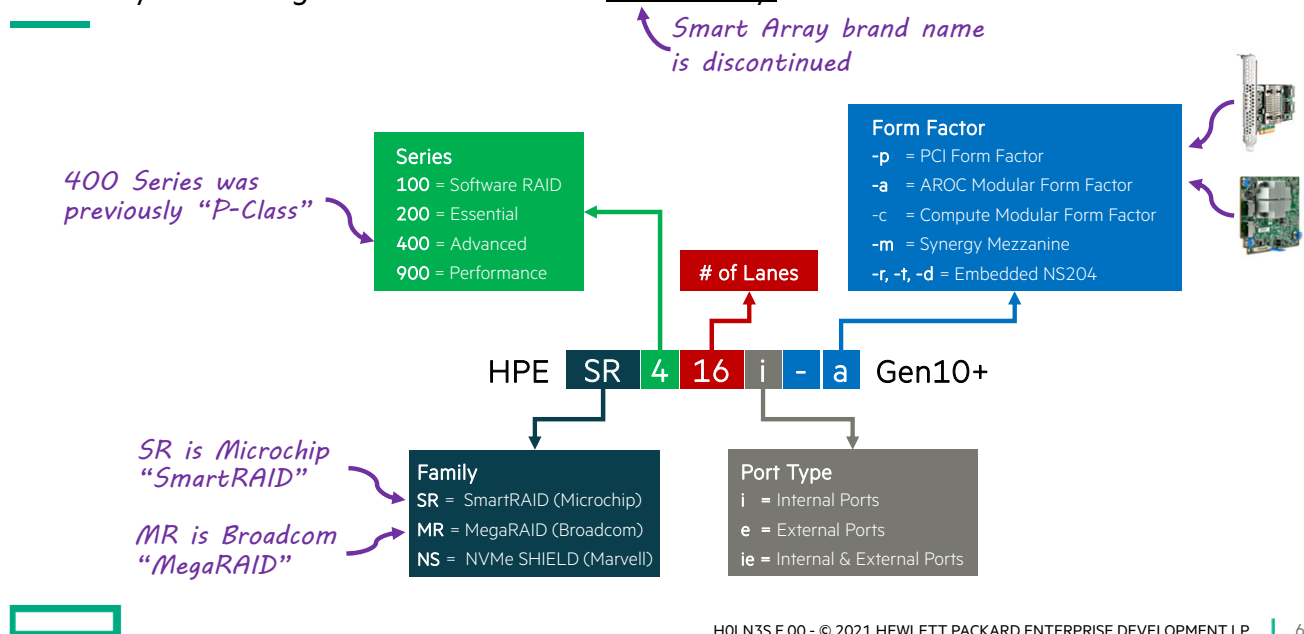 Smart Array brand name
is discontinued
Form Factor
-p = PCI Form Factor
-a = AROC Modular Form Factor
-c = Compute Modular Form Factor
-m = Synergy Mezzanine
-r, -t, -d = Embedded NS204
Series
100 = Software RAID
200 = Essential
400 = Advanced
900 = Performance
400 Series was
previously “P-Class”
# of Lanes
HPE SR 4 16 i - a Gen10+
SR is Microchip
“SmartRAID”
MR is Broadcom
“MegaRAID”
Family
SR = SmartRAID (Microchip)
MR = MegaRAID (Broadcom)
NS = NVMe SHIELD (Marvell)
Port Type
i = Internal Ports
e = External Ports
ie = Internal & External Ports
H0LN3S E.00 - © 2021 HEWLETT PACKARD ENTERPRISE DEVELOPMENT LP 6